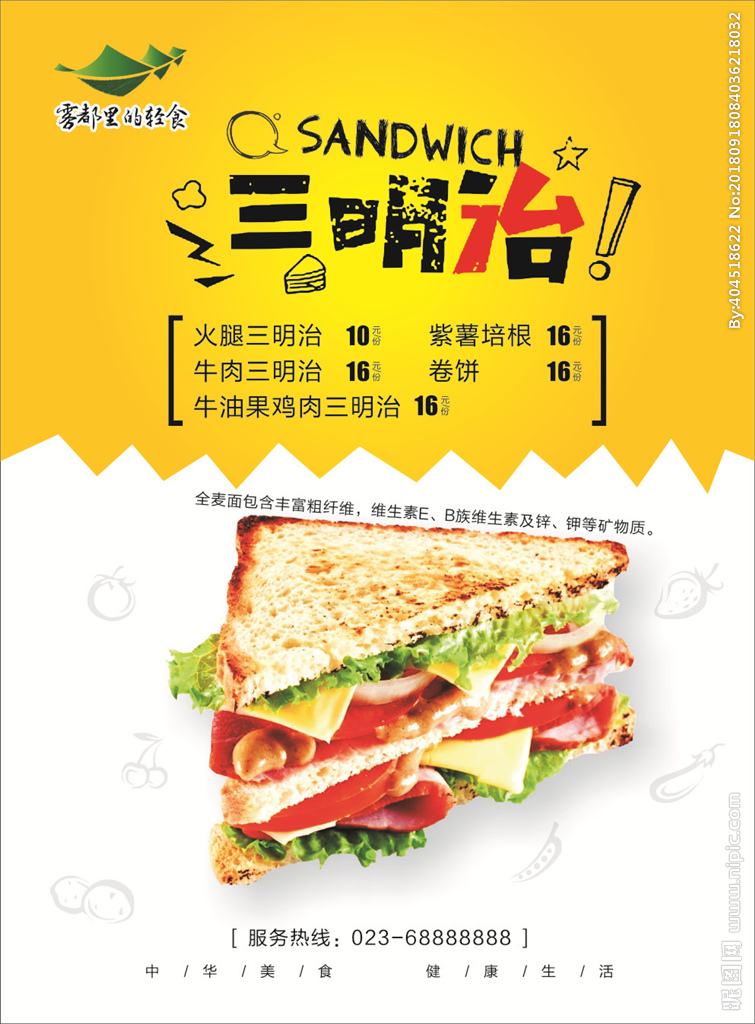 雾都里的轻食
SANDWICH
三明治!
火腿三明治 10元/份 紫薯培根 16元/份
牛肉三明治 16元/份 卷饼 16元/份
牛油果鸡肉三明治 16元/份
全麦面包含丰富粗纤维，维生素E、B族维生素及锌、钾等矿物质。
[ 服务热线：023-68888888 ]
中 / 华 / 美 / 食 健 / 康 / 生 / 活
By:404518622 No:20180918084036218032
昵图网 www.nipic.com